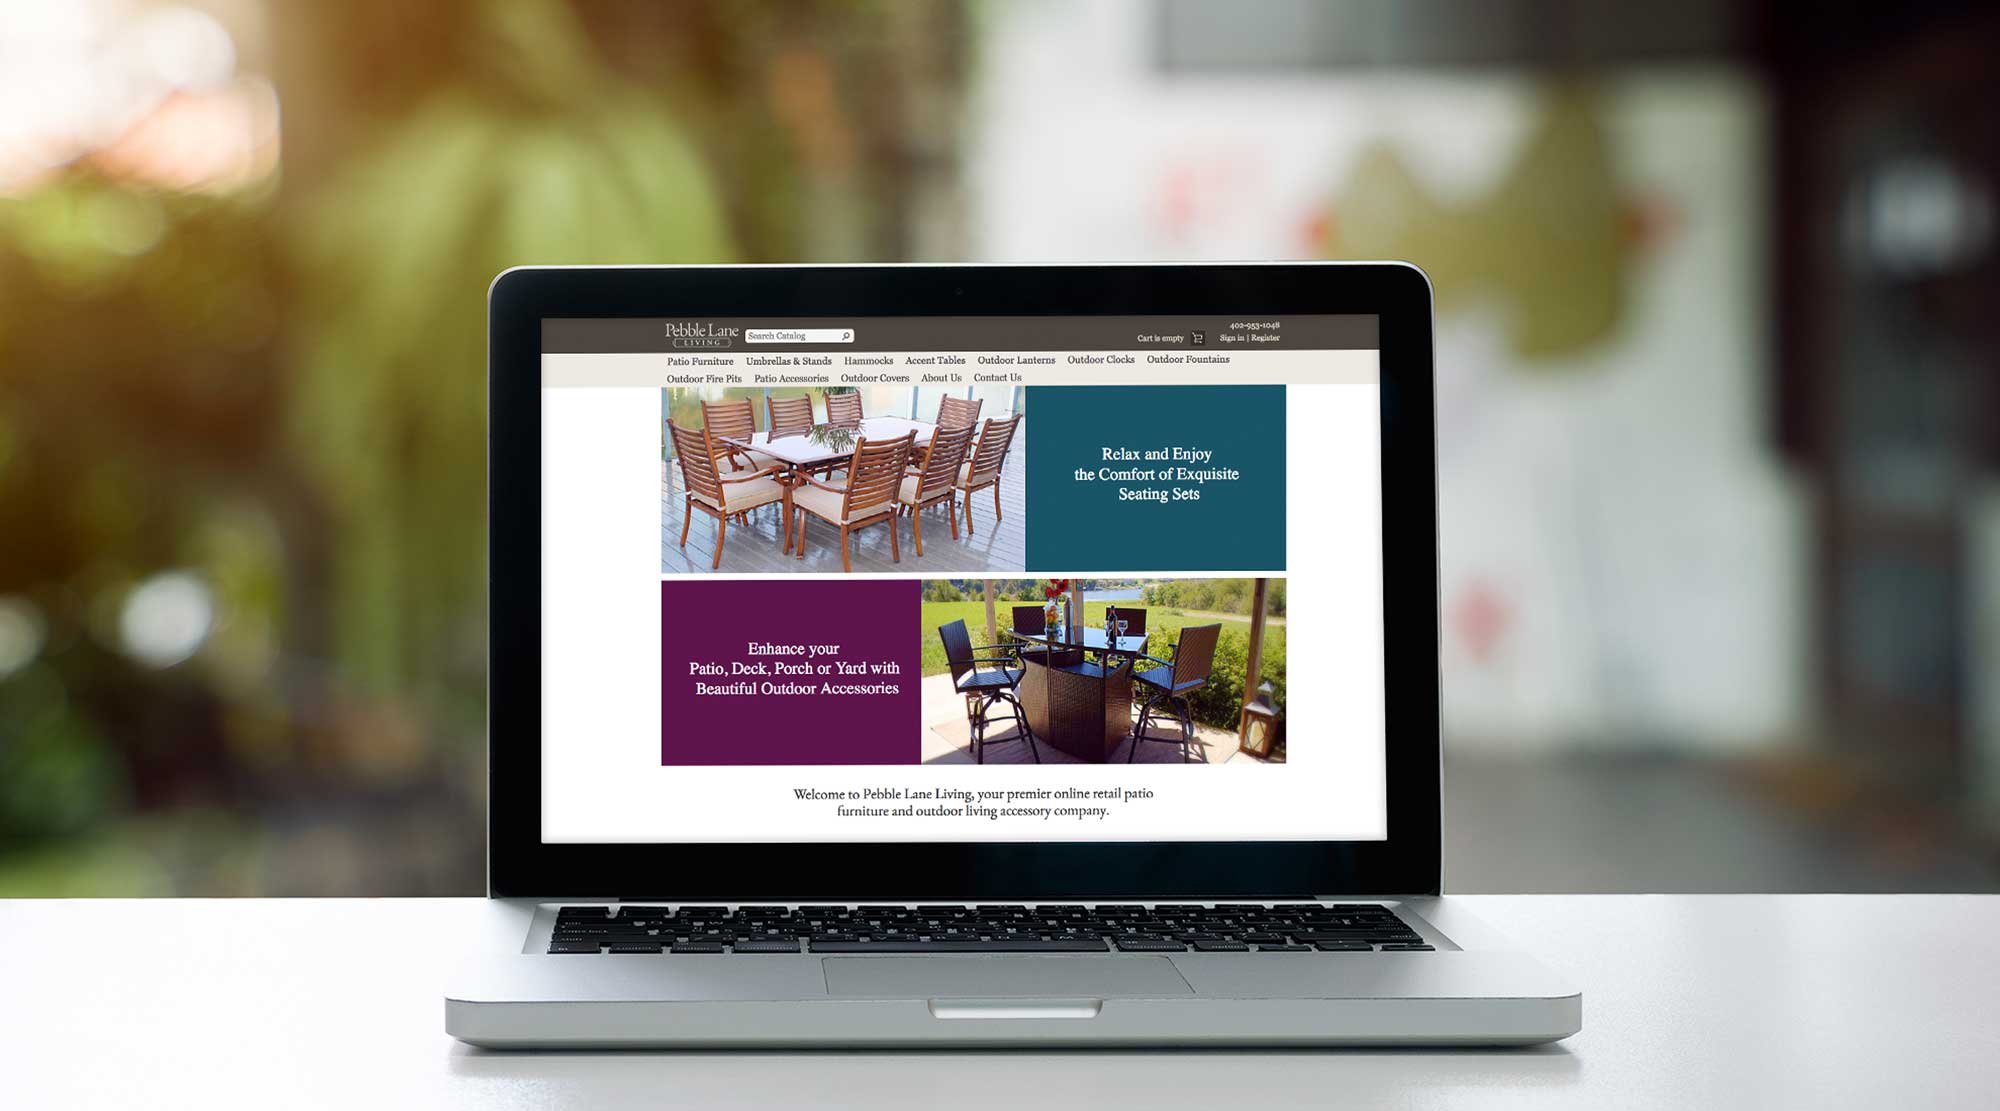 Pebble Lane
LIVING
Search Catalog
402-953-1048
Cart is empty
Sign in | Register
Patio Furniture Umbrellas & Stands Hammocks Accent Tables Outdoor Lanterns Outdoor Clocks Outdoor Fountains
Outdoor Fire Pits Patio Accessories Outdoor Covers About Us Contact Us
Relax and Enjoy
the Comfort of Exquisite
Seating Sets
Enhance your
Patio, Deck, Porch or Yard with
Beautiful Outdoor Accessories
Welcome to Pebble Lane Living, your premier online retail patio
furniture and outdoor living accessory company.